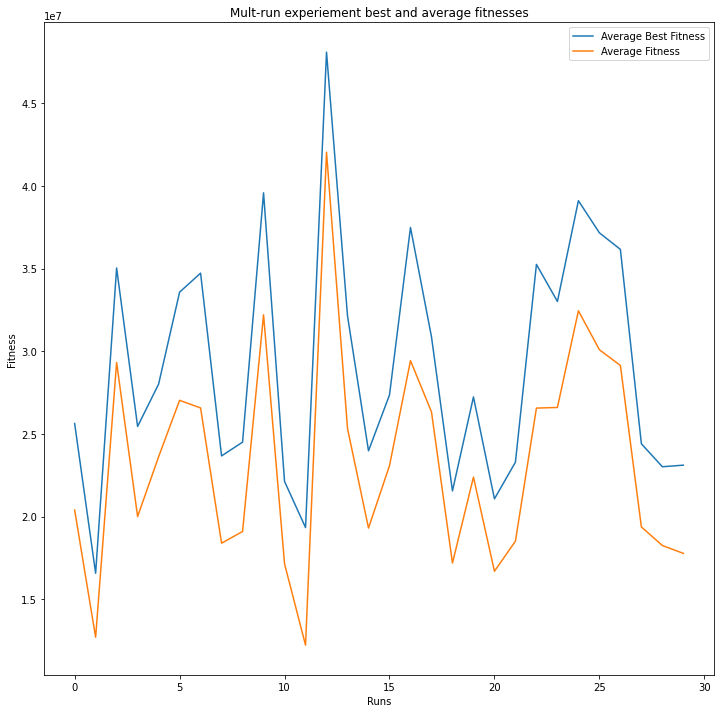 Mult-run experiement best and average fitnesses
1e7
Average Best Fitness
Average Fitness
4.5
4.0
3.5
3.0
2.5
2.0
1.5
Fitness
0 5 10 15 20 25 30
Runs